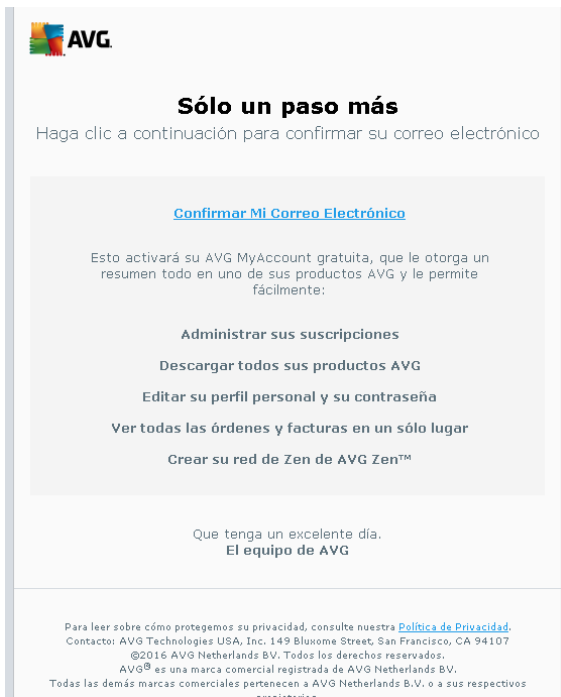 AVG.
Sólo un paso más
Haga clic a continuación para confirmar su correo electrónico
Confirmar Mi Correo Electrónico
Esto activará su AVG MyAccount gratuita, que le otorga un
resumen todo en uno de sus productos AVG y le permite
fácilmente:
Administrar sus suscripciones
Descargar todos sus productos AVG
Editar su perfil personal y su contraseña
Ver todas las órdenes y facturas en un sólo lugar
Crear su red de Zen de AVG Zen™
Que tenga un excelente día.
El equipo de AVG
Para leer sobre cómo protegemos su privacidad, consulte nuestra Política de Privacidad.
Contacto: AVG Technologies USA, Inc. 149 Bluxome Street, San Francisco, CA 94107
©2016 AVG Netherlands BV. Todos los derechos reservados.
AVG® es una marca comercial registrada de AVG Netherlands BV.
Todas las demás marcas comerciales pertenecen a AVG Netherlands B.V. o a sus respectivos